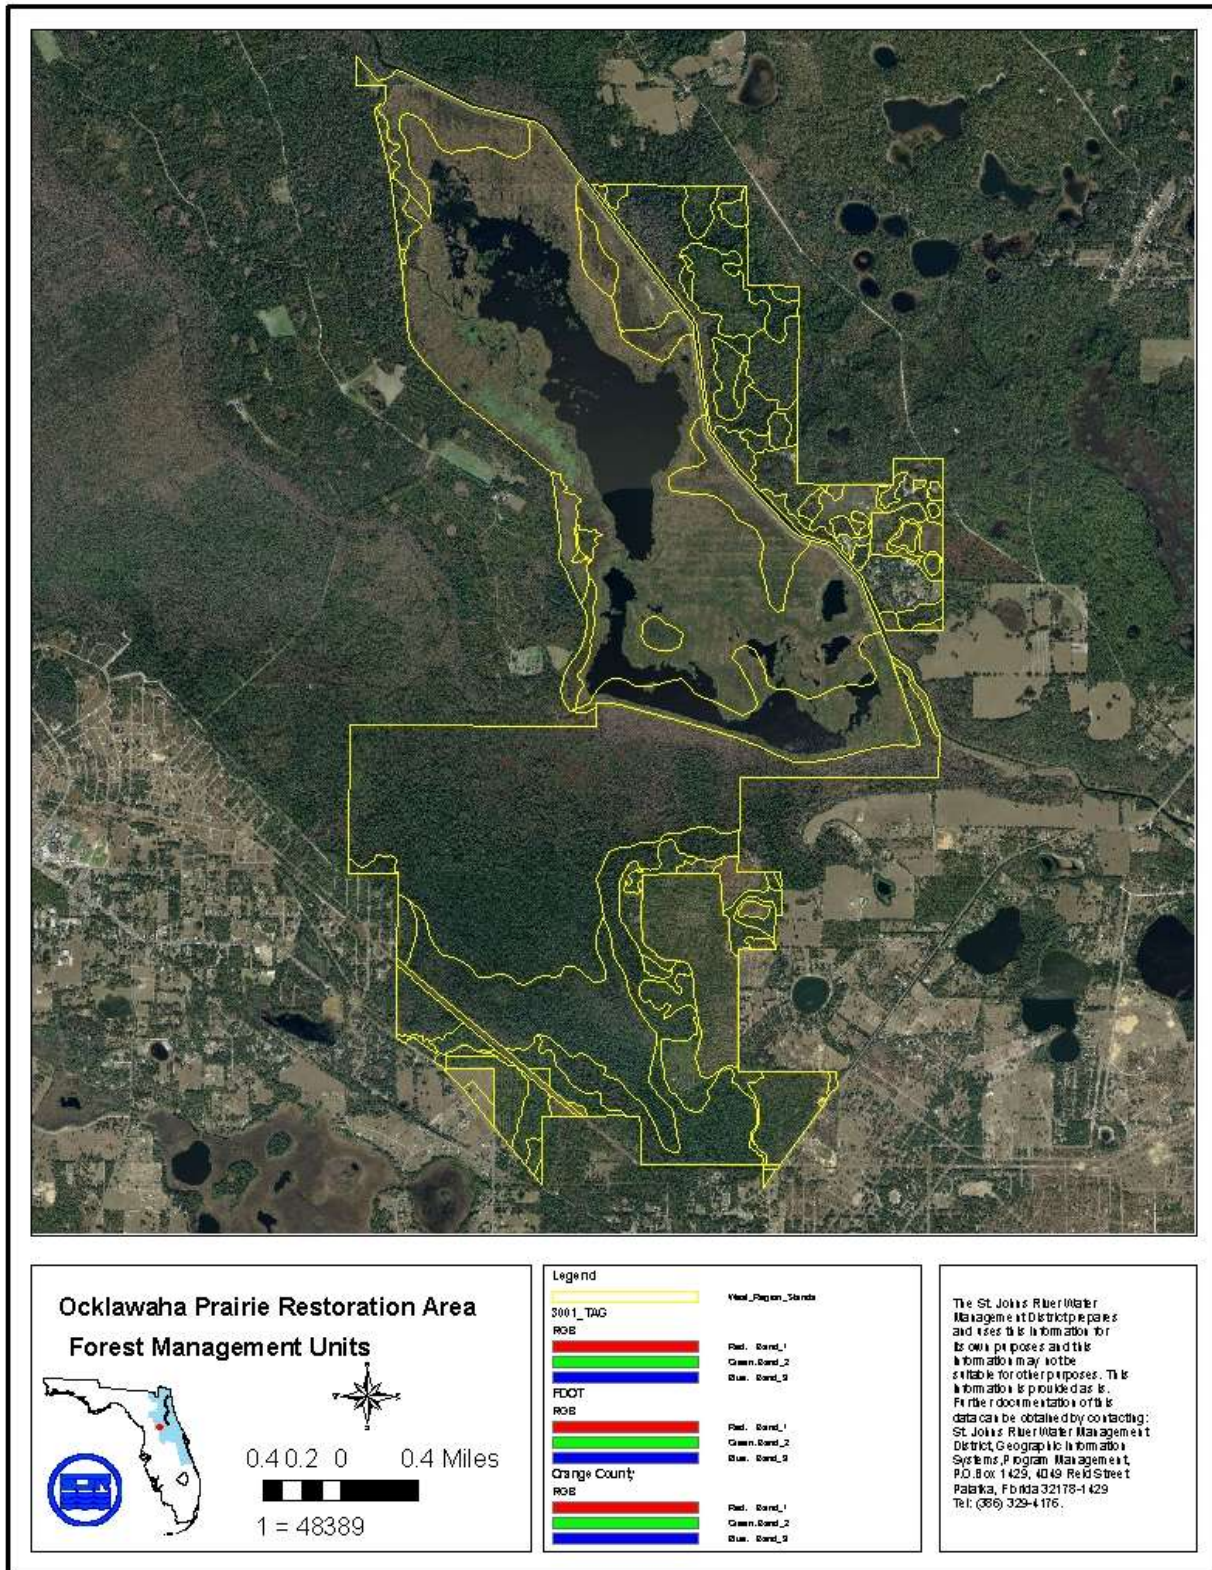 Ocklawaha Prairie Restoration Area
Forest Management Units
0.4 0.2 0 0.4 Miles
1 = 48389
Legend
West_Region_Stands
3001_TAG
RGB
Red: Band_1
Green: Band_2
Blue: Band_3
FDOT
RGB
Red: Band_1
Green: Band_2
Blue: Band_3
Orange County
RGB
Red: Band_1
Green: Band_2
Blue: Band_3
The St. Johns River Water
Management District prepares
and uses this information for
its own purposes and this
information may not be
suitable for other purposes. This
information is provided as is.
Further documentation of this
data can be obtained by contacting:
St. Johns River Water Management
District, Geographic Information
Systems, Program Management,
P.O. Box 1429, 4049 Reid Street
Palatka, Florida 32178-1429
Tel: (386) 329-4176.